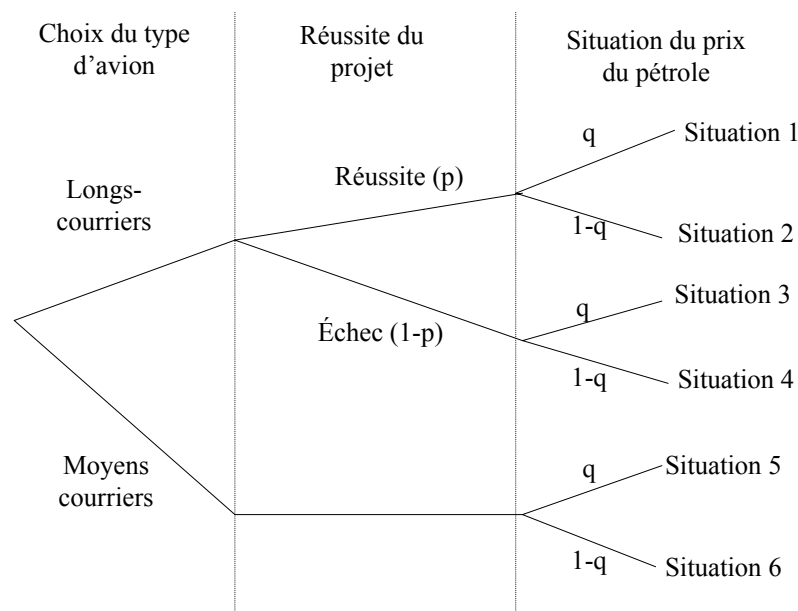 Choix du type
d’avion
Réussite du
projet
Situation du prix
du pétrole
Longs-
courriers
Réussite (p)
Échec (1-p)
Moyens
courriers
q
Situation 1
1-q
Situation 2
q
Situation 3
1-q
Situation 4
q
Situation 5
1-q
Situation 6